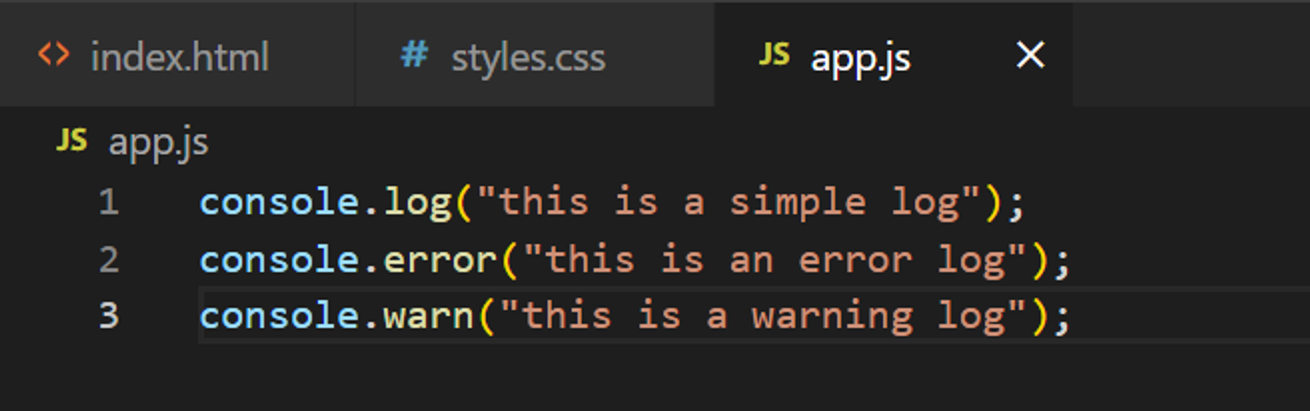 <> index.html # styles.css JS app.js ×
JS app.js
1 console.log("this is a simple log");
2 console.error("this is an error log");
3 console.warn("this is a warning log");